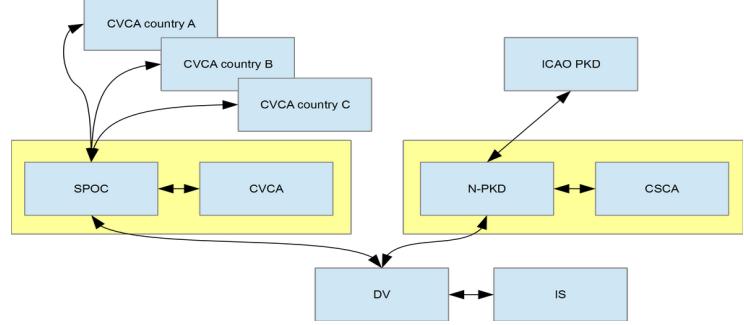 CVCA country A
CVCA country B
CVCA country C
ICAO PKD
SPOC
CVCA
N-PKD
CSCA
DV
IS